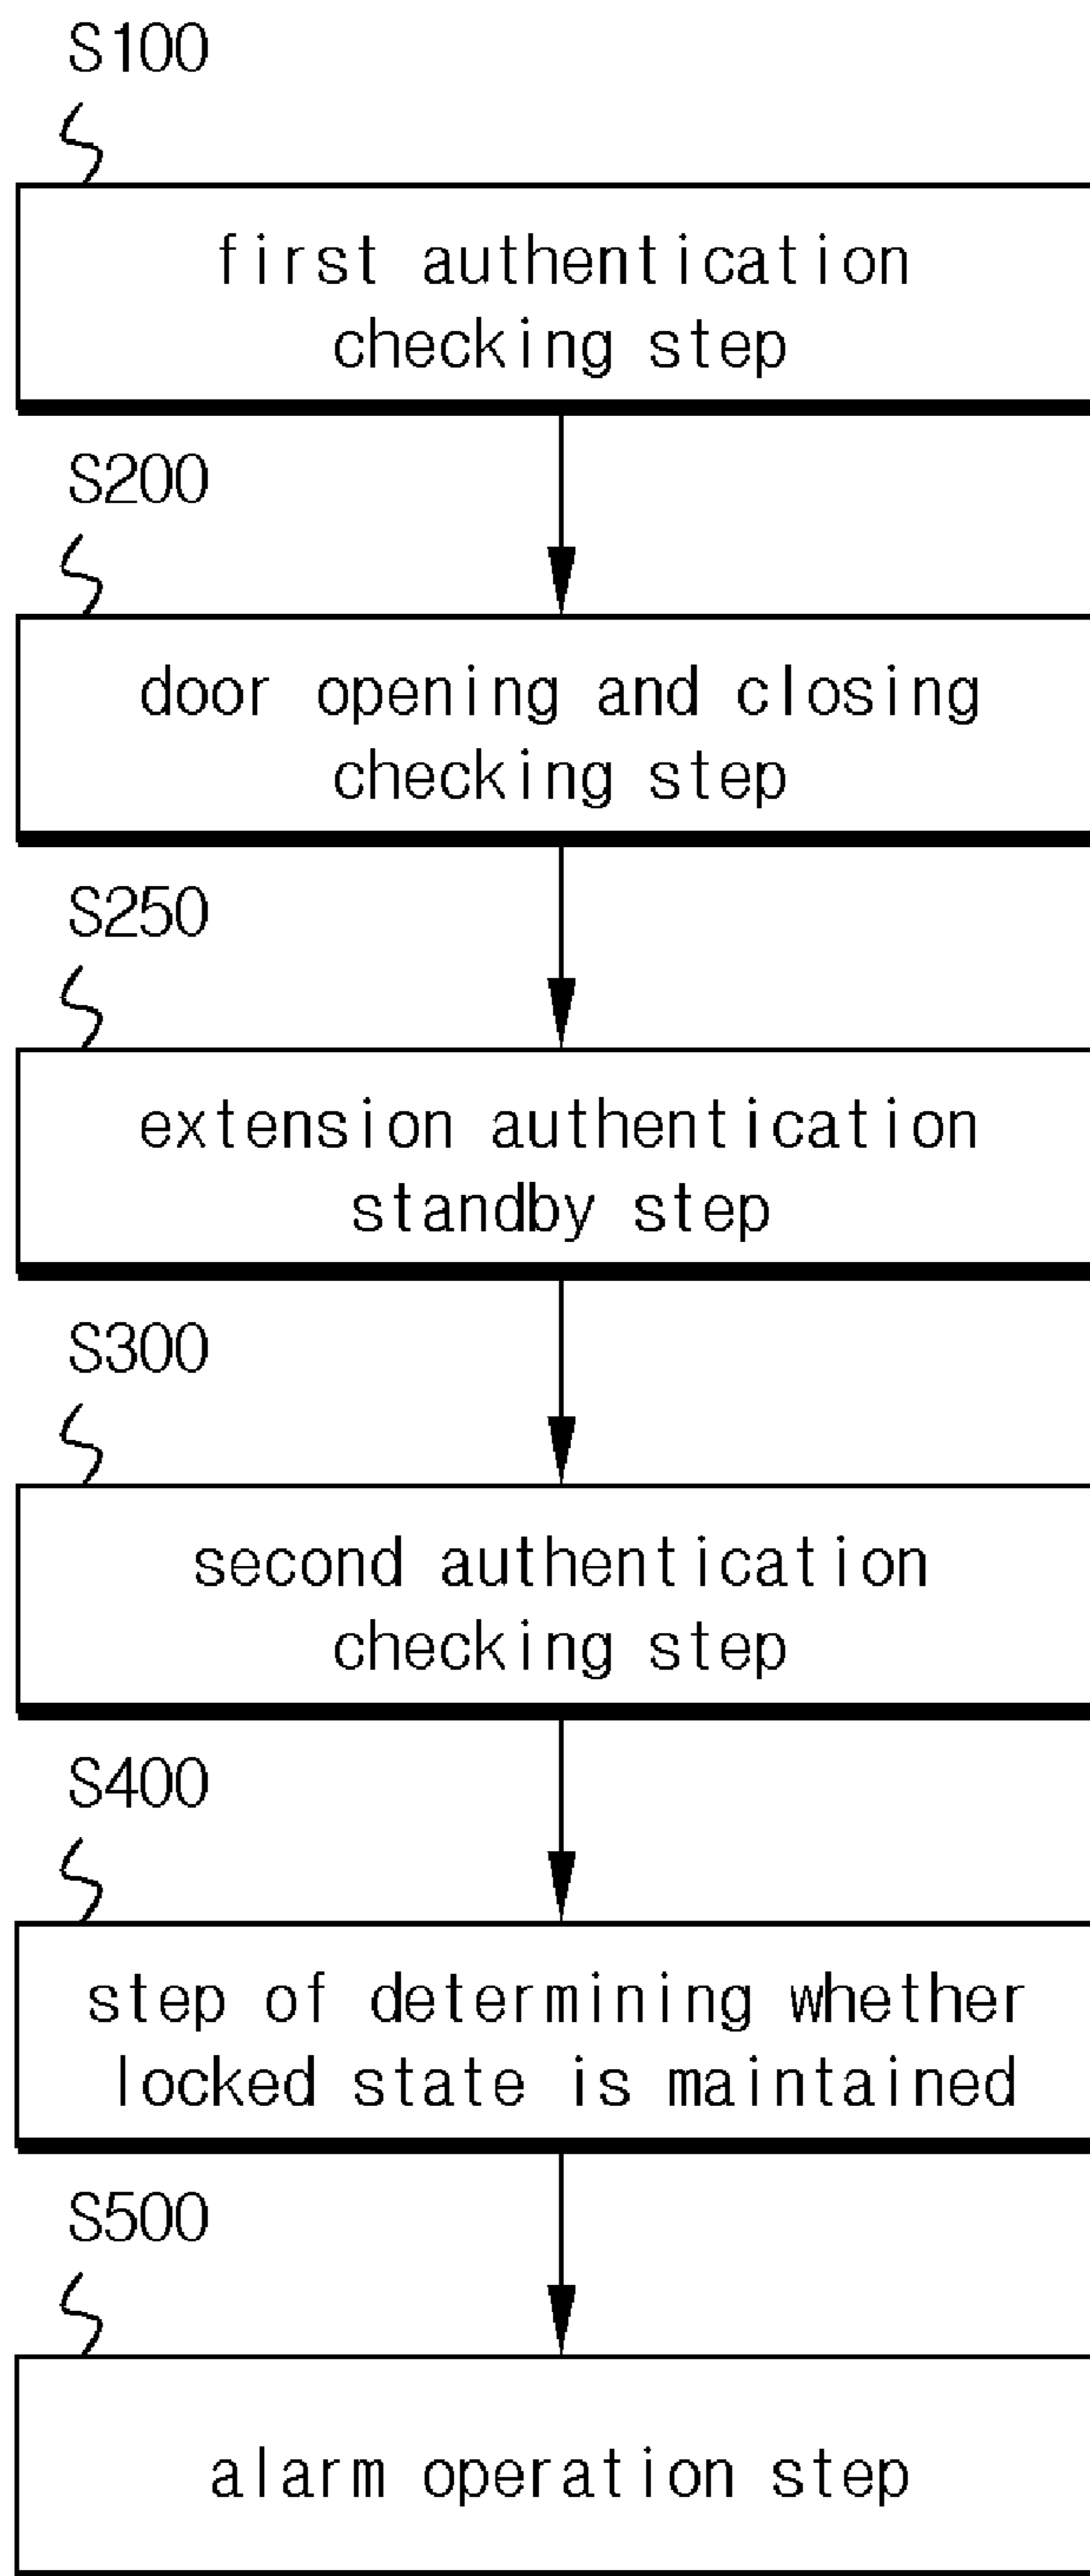 S100
first authentication
checking step
S200
door opening and closing
checking step
S250
extension authentication
standby step
S300
second authentication
checking step
S400
step of determining whether
locked state is maintained
S500
alarm operation step